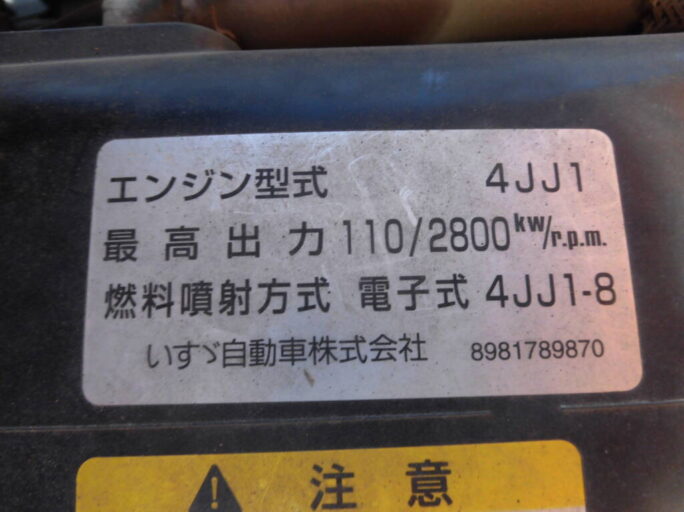 エンジン型式 4JJ1
最高出力 110/2800 kw/r.p.m.
燃料噴射方式 電子式 4JJ1-8
いすゞ自動車株式会社 8981789870
注意